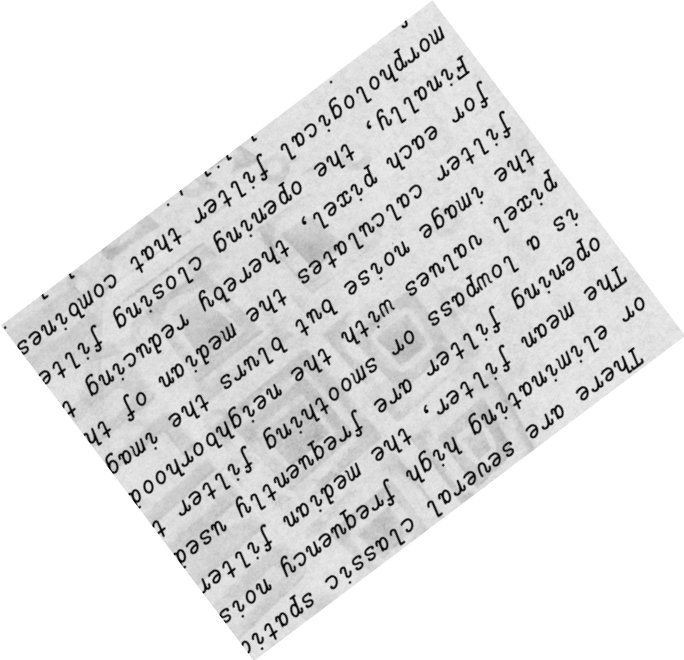 There are several classic spati
or eliminating high frequency nois
The mean filter, the median filter
opening filter are frequently used
is a lowpass or smoothing filter t
pixel values with the neighborhood
the image noise but blurs the imag
filter calculates the median of th
for each pixel, thereby reducing t
Finally, the opening closing filte
morphological filter that combines